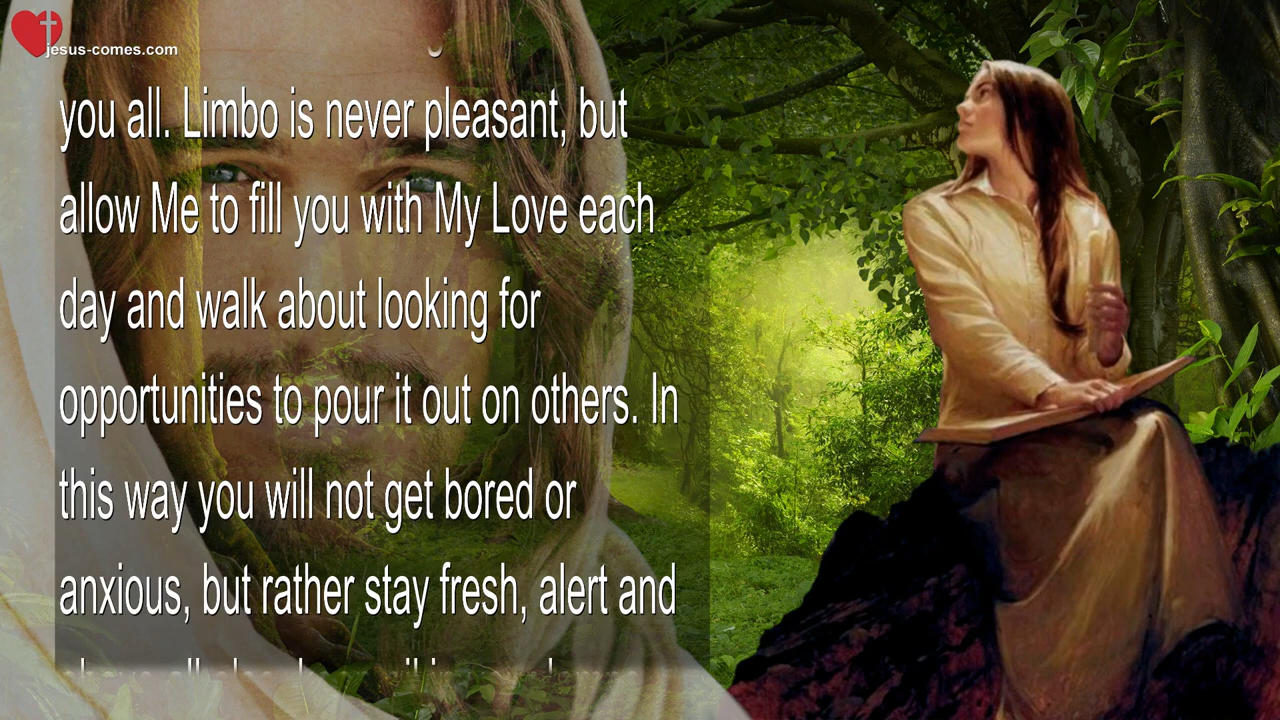 jesus-comes.com
you all. Limbo is never pleasant, but
allow Me to fill you with My Love each
day and walk about looking for
opportunities to pour it out on others. In
this way you will not get bored or
anxious, but rather stay fresh, alert and